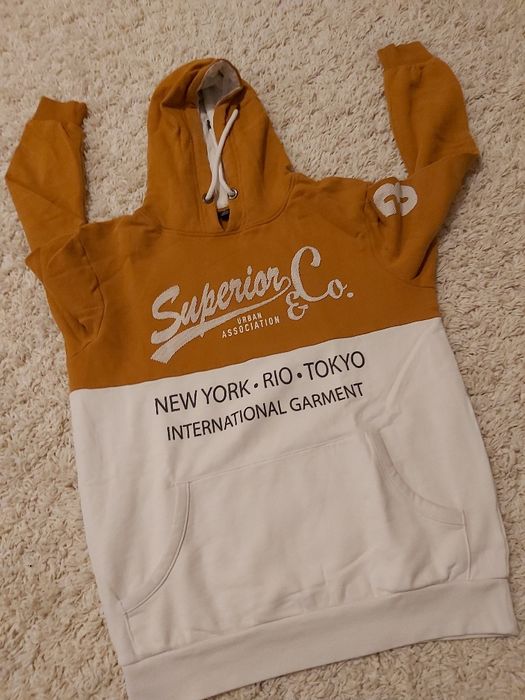 Superior & Co.
URBAN
ASSOCIATION
NEW YORK • RIO • TOKYO
INTERNATIONAL GARMENT